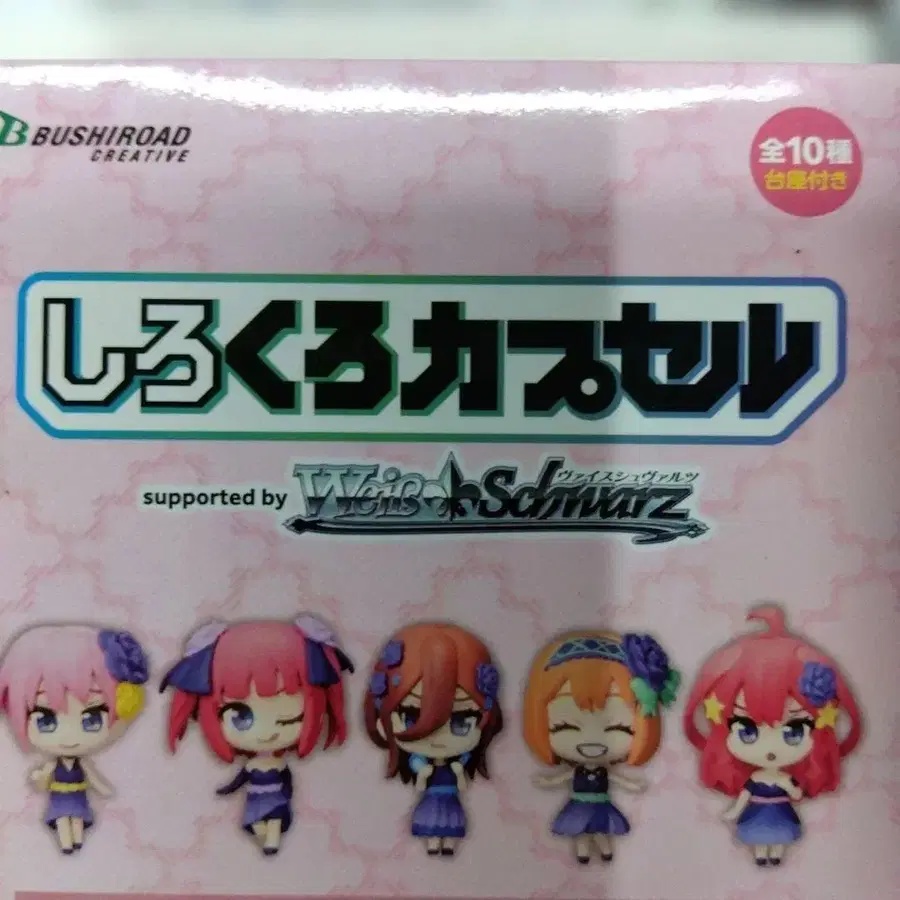 BUSHIROAD
CREATIVE
全10種
台座付き
しろくろカプセル
supported by Weiß Schwarz
ヴァイスシュヴァルツ